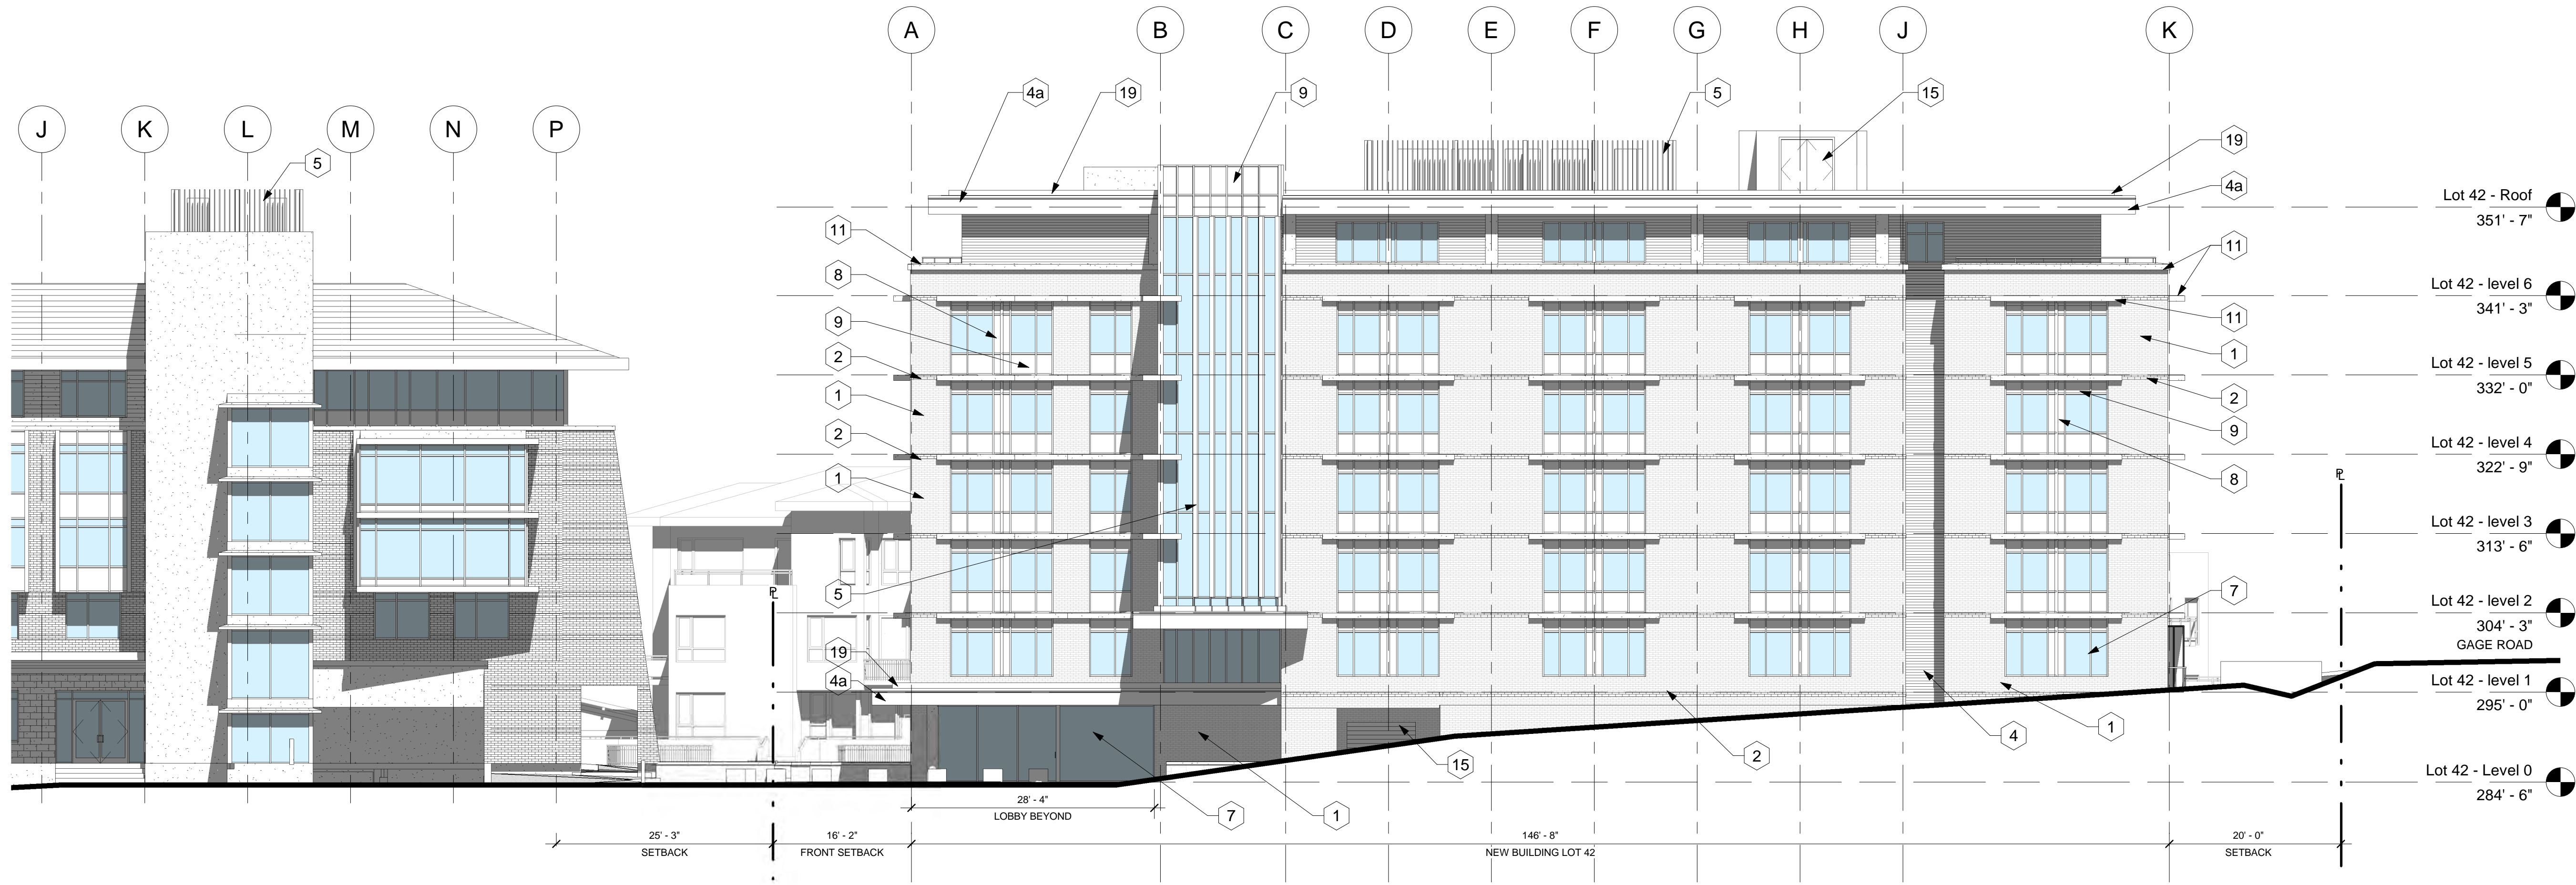 A B C D E F G H J K
4a 19 9 5 15
J K L M N P
5
19
4a
Lot 42 - Roof
351' - 7"
11
11
8
Lot 42 - level 6
341' - 3"
9
11
2
1
Lot 42 - level 5
332' - 0"
1
2
2
9
Lot 42 - level 4
322' - 9"
1
8
PL
Lot 42 - level 3
313' - 6"
5
7
PL
Lot 42 - level 2
304' - 3"
GAGE ROAD
19
4a
Lot 42 - level 1
295' - 0"
1
4
2
15
Lot 42 - Level 0
284' - 6"
28' - 4"
LOBBY BEYOND
7
1
25' - 3"
SETBACK
16' - 2"
FRONT SETBACK
146' - 8"
NEW BUILDING LOT 42
20' - 0"
SETBACK